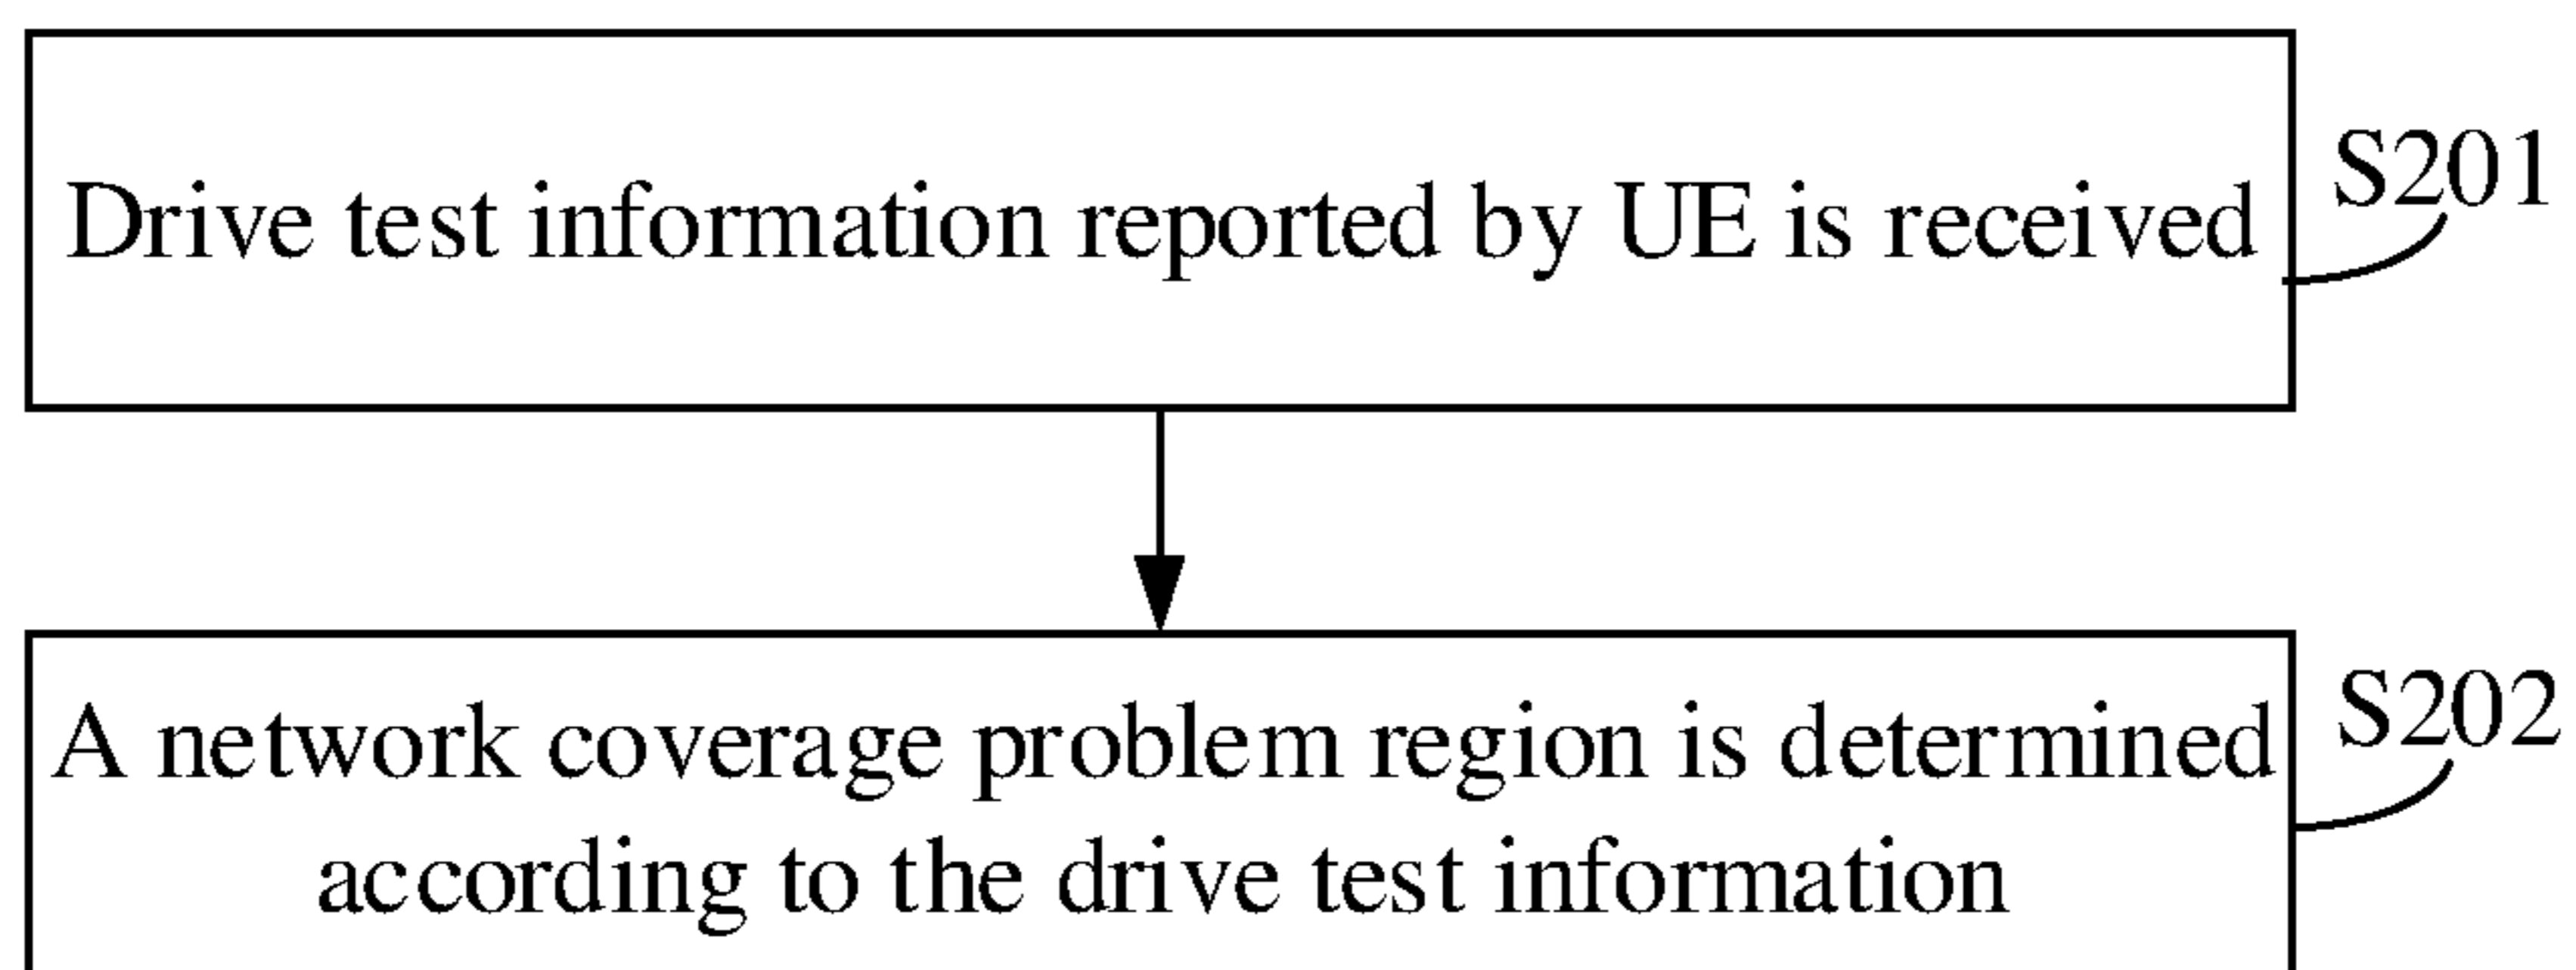 Drive test information reported by UE is received
S201
A network coverage problem region is determined
according to the drive test information
S202